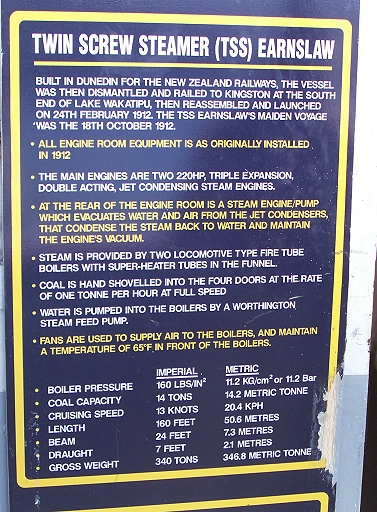 TWIN SCREW STEAMER (TSS) EARNSLAW
BUILT IN DUNEDIN FOR THE NEW ZEALAND RAILWAYS, THE VESSEL
WAS THEN DISMANTLED AND RAILED TO KINGSTON AT THE SOUTH
END OF LAKE WAKATIPU, THEN REASSEMBLED AND LAUNCHED
ON 24TH FEBRUARY 1912. THE TSS EARNSLAW'S MAIDEN VOYAGE
WAS THE 18TH OCTOBER 1912.
• ALL ENGINE ROOM EQUIPMENT IS AS ORIGINALLY INSTALLED
IN 1912
• THE MAIN ENGINES ARE TWO 220HP, TRIPLE EXPANSION,
DOUBLE ACTING, JET CONDENSING STEAM ENGINES.
• AT THE REAR OF THE ENGINE ROOM IS A STEAM ENGINE/PUMP
WHICH EVACUATES WATER AND AIR FROM THE JET CONDENSERS,
THAT CONDENSE THE STEAM BACK TO WATER AND MAINTAIN
THE ENGINE'S VACUUM.
• STEAM IS PROVIDED BY TWO LOCOMOTIVE TYPE FIRE TUBE
BOILERS WITH SUPER-HEATER TUBES IN THE FUNNEL.
• COAL IS HAND SHOVELLED INTO THE FOUR DOORS AT THE RATE
OF ONE TONNE PER HOUR AT FULL SPEED
• WATER IS PUMPED INTO THE BOILERS BY A WORTHINGTON
STEAM FEED PUMP.
• FANS ARE USED TO SUPPLY AIR TO THE BOILERS, AND MAINTAIN
A TEMPERATURE OF 65°F IN FRONT OF THE BOILERS.
IMPERIAL METRIC
• BOILER PRESSURE 160 LBS/IN² 11.2 KG/cm² or 11.2 Bar
• COAL CAPACITY 14 TONS 14.2 METRIC TONNE
• CRUISING SPEED 13 KNOTS 20.4 KPH
• LENGTH 160 FEET 50.6 METRES
• BEAM 24 FEET 7.3 METRES
• DRAUGHT 7 FEET 2.1 METRES
• GROSS WEIGHT 340 TONS 346.8 METRIC TONNE